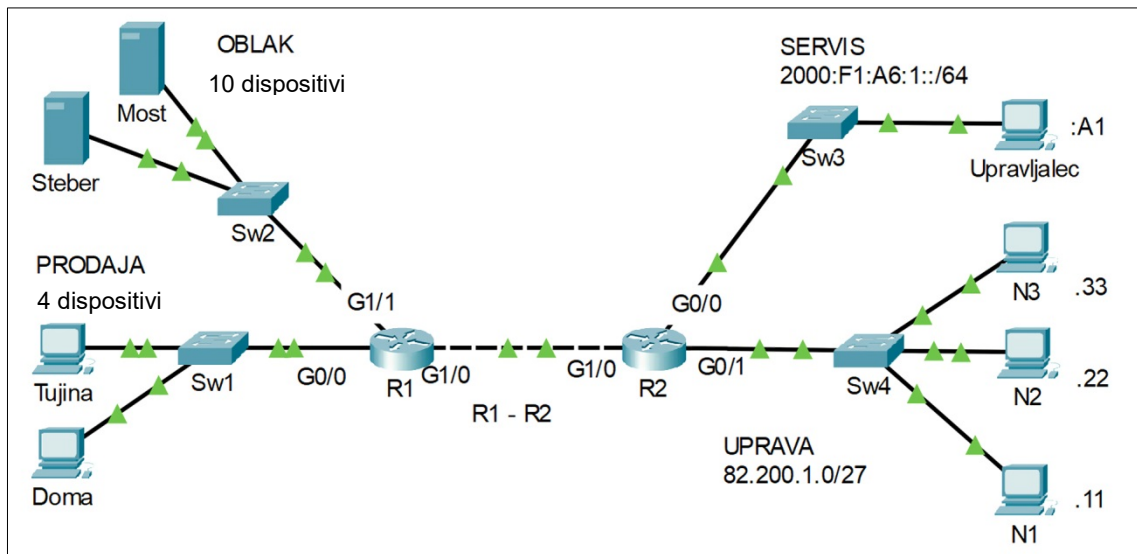 OBLAK
10 dispositivi
Most
Steber
Sw2
PRODAJA
4 dispositivi
G1/1
Tujina
Sw1
G0/0
R1
G1/0
Doma
R1 - R2
SERVIS
2000:F1:A6:1::/64
Sw3
:A1
Upravljalec
G0/0
G1/0
R2
G0/1
Sw4
N3
.33
N2
.22
UPRAVA
82.200.1.0/27
N1
.11